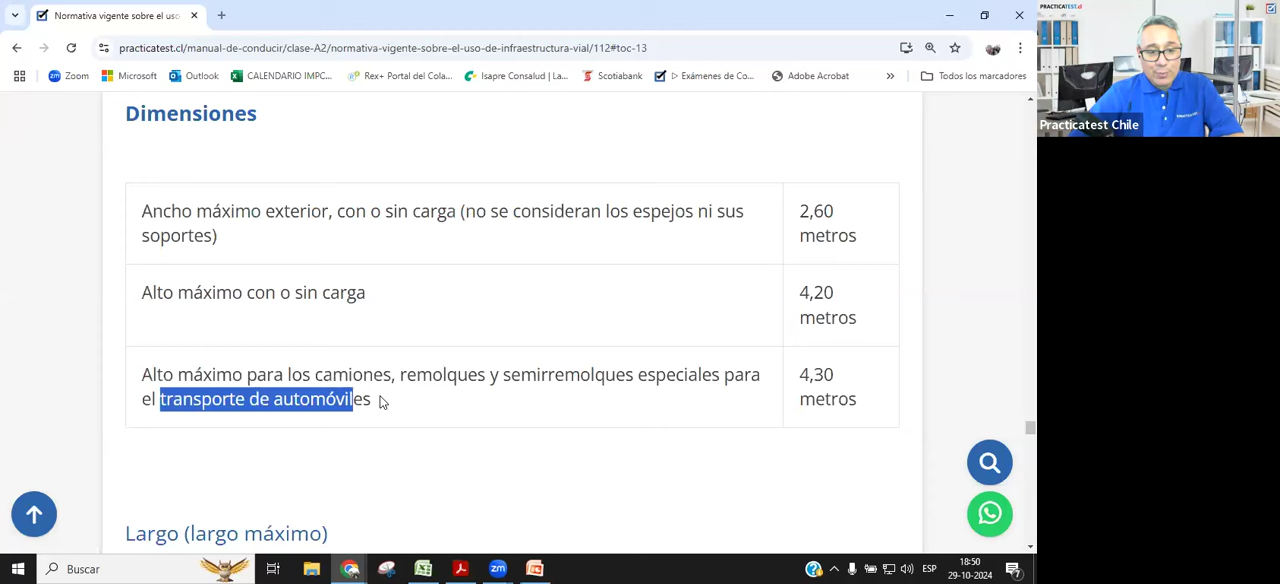 Normativa vigente sobre el uso
practicatest.cl/manual-de-conducir/clase-A2/normativa-vigente-sobre-el-uso-de-infraestructura-vial/112#toc-13
Zoom
Microsoft
Outlook
CALENDARIO IMPC...
Rex+ Portal del Cola...
Isapre Consalud | La...
Scotiabank
▷ Exámenes de Co...
Adobe Acrobat
»
Todos los marcadores
PRACTICATEST.cl
Practicatest Chile
Dimensiones
Ancho máximo exterior, con o sin carga (no se consideran los espejos ni sus
soportes)
2,60
metros
Alto máximo con o sin carga
4,20
metros
Alto máximo para los camiones, remolques y semirremolques especiales para
el transporte de automóviles
4,30
metros
Largo (largo máximo)
Buscar
ESP
18:50
29-10-2024
7